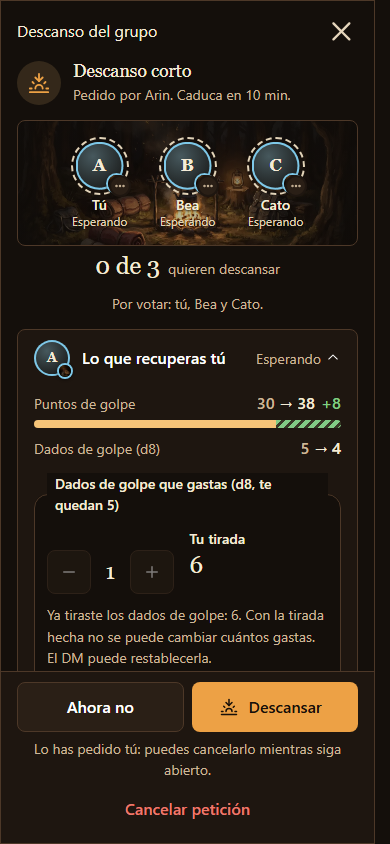 Descanso del grupo
Descanso corto
Pedido por Arin. Caduca en 10 min.
A B C
Tú Bea Cato
Esperando Esperando Esperando
0 de 3 quieren descansar
Por votar: tú, Bea y Cato.
A Lo que recuperas tú Esperando
Puntos de golpe 30 → 38 +8
Dados de golpe (d8) 5 → 4
Dados de golpe que gastas (d8, te
quedan 5)
Tu tirada
− 1 + 6
Ya tiraste los dados de golpe: 6. Con la tirada
hecha no se puede cambiar cuántos gastas.
El DM puede restablecerla.
Ahora no Descansar
Lo has pedido tú: puedes cancelarlo mientras siga
abierto.
Cancelar petición